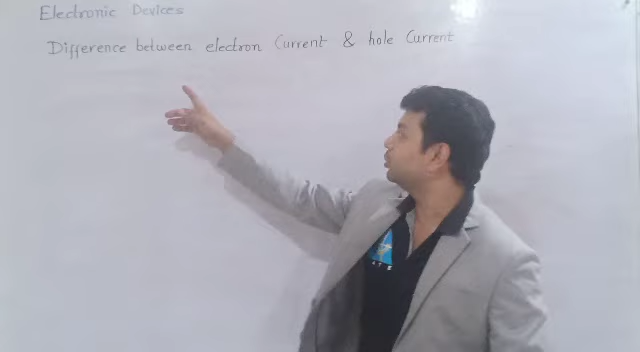 Electronic Devices
Difference between electron Current & hole Current